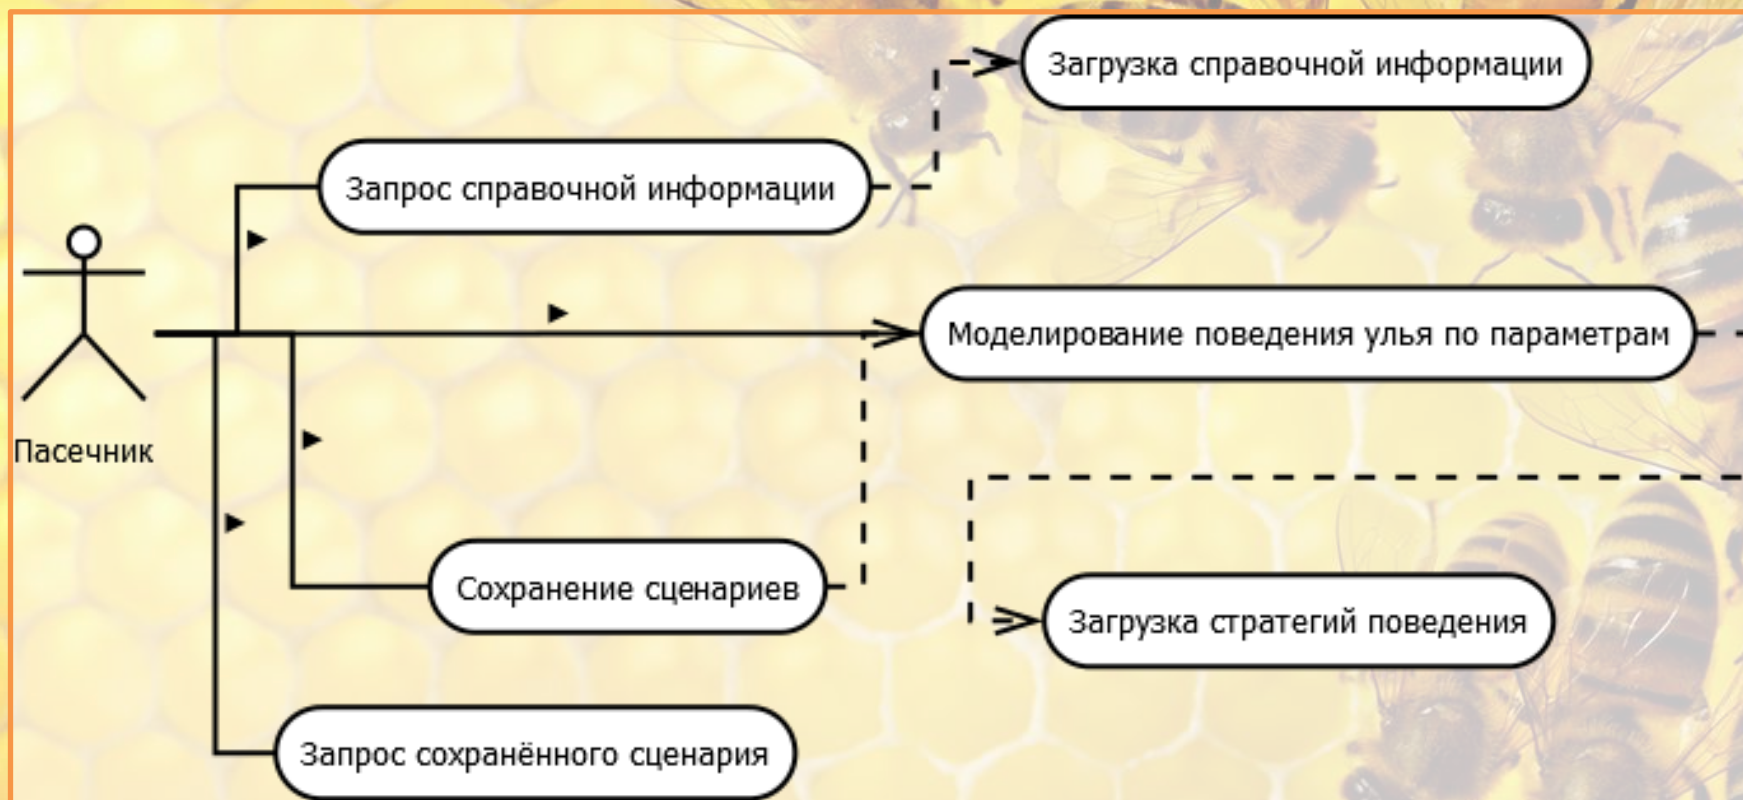 Загрузка справочной информации
Запрос справочной информации
Моделирование поведения улья по параметрам
Пасечник
Сохранение сценариев
Загрузка стратегий поведения
Запрос сохранённого сценария